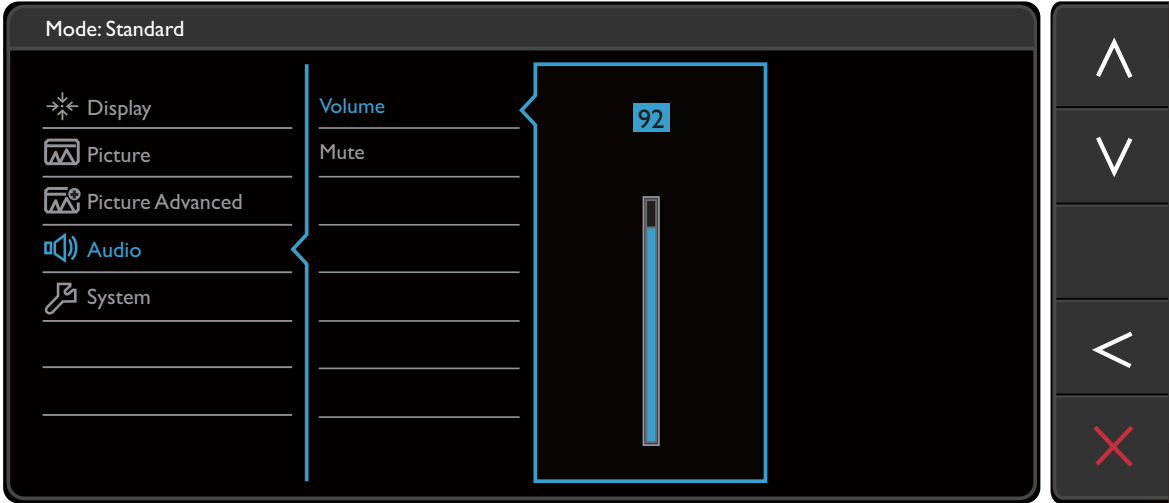 Mode: Standard
Display
Picture
Picture Advanced
Audio
System
Volume
Mute
92